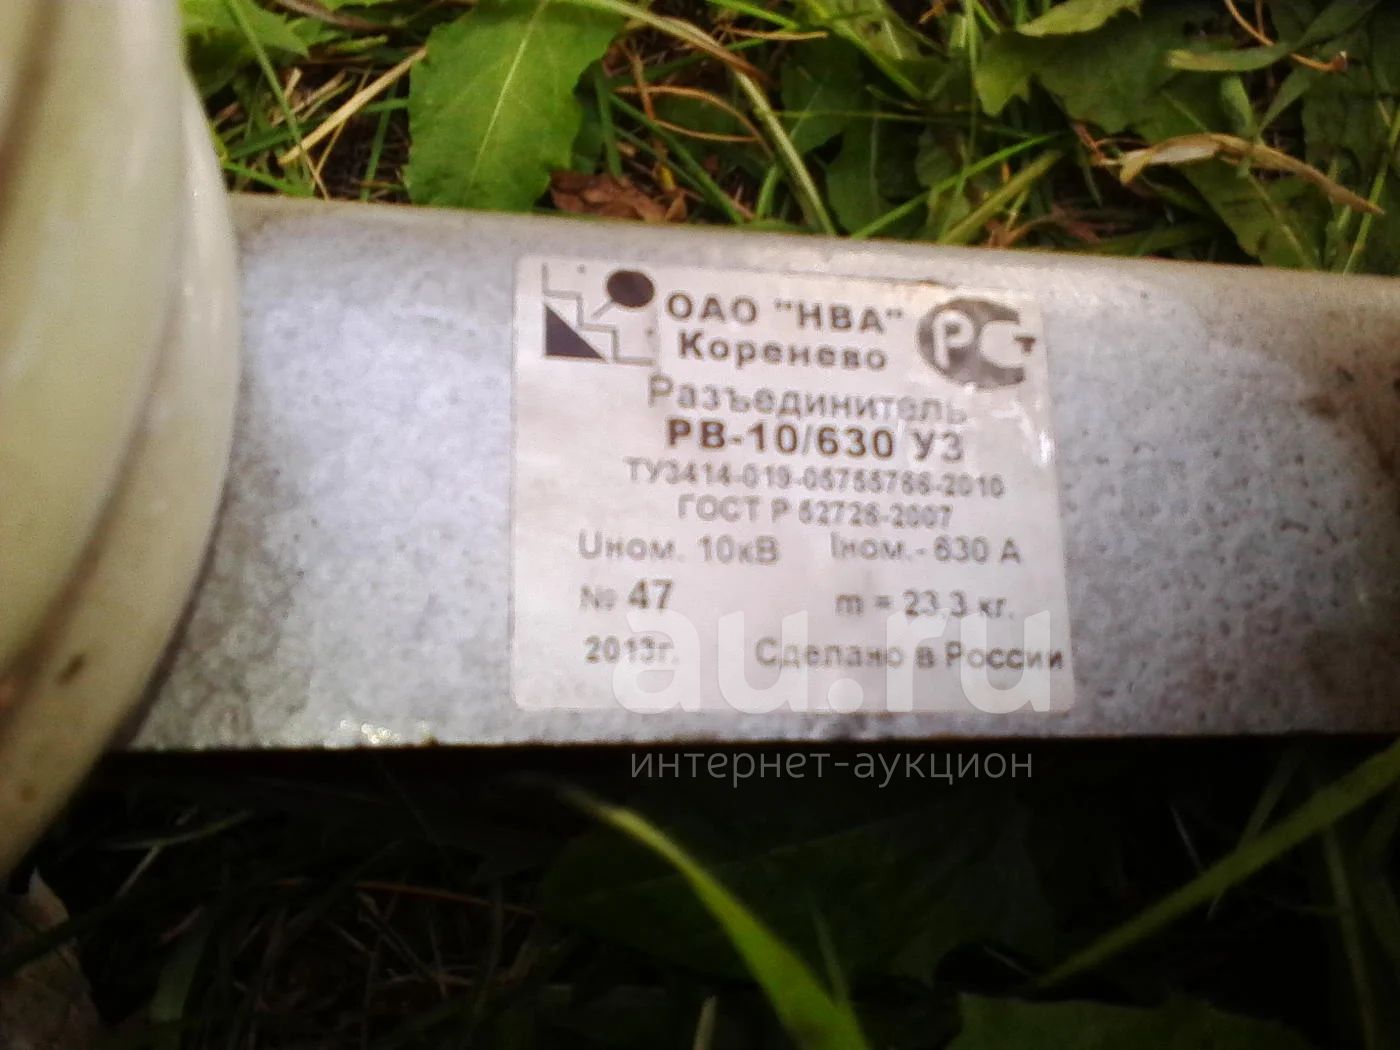 ОАО "НВА"
Коренево
РСТ
Разъединитель
РВ-10/630 У3
ТУ3414-019-05755766-2010
ГОСТ Р 52726-2007
Uном. 10кВ Iном.- 630 А
№ 47 m = 23.3 кг.
2013г. Сделано в России
au.ru
интернет-аукцион